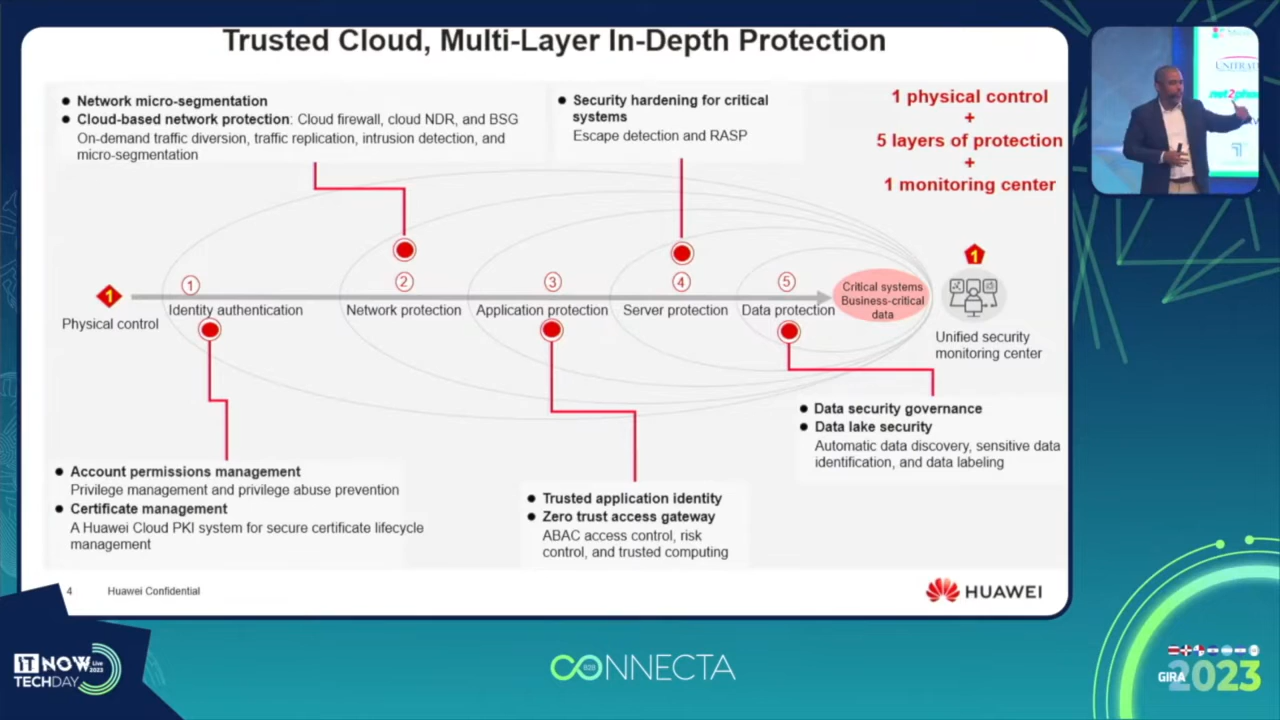 Trusted Cloud, Multi-Layer In-Depth Protection
● Network micro-segmentation
● Cloud-based network protection: Cloud firewall, cloud NDR, and BSG
On-demand traffic diversion, traffic replication, intrusion detection, and
micro-segmentation
● Security hardening for critical
systems
Escape detection and RASP
1 physical control
+
5 layers of protection
+
1 monitoring center
1
Physical control
1
Identity authentication
2
Network protection
3
Application protection
4
Server protection
5
Data protection
Critical systems
Business-critical
data
1
Unified security
monitoring center
● Account permissions management
Privilege management and privilege abuse prevention
● Certificate management
A Huawei Cloud PKI system for secure certificate lifecycle
management
● Trusted application identity
● Zero trust access gateway
ABAC access control, risk
control, and trusted computing
● Data security governance
● Data lake security
Automatic data discovery, sensitive data
identification, and data labeling
4
Huawei Confidential
HUAWEI
IT NOW Live 2023
TECHDAY
CONNECTA
B2B
GIRA 2023